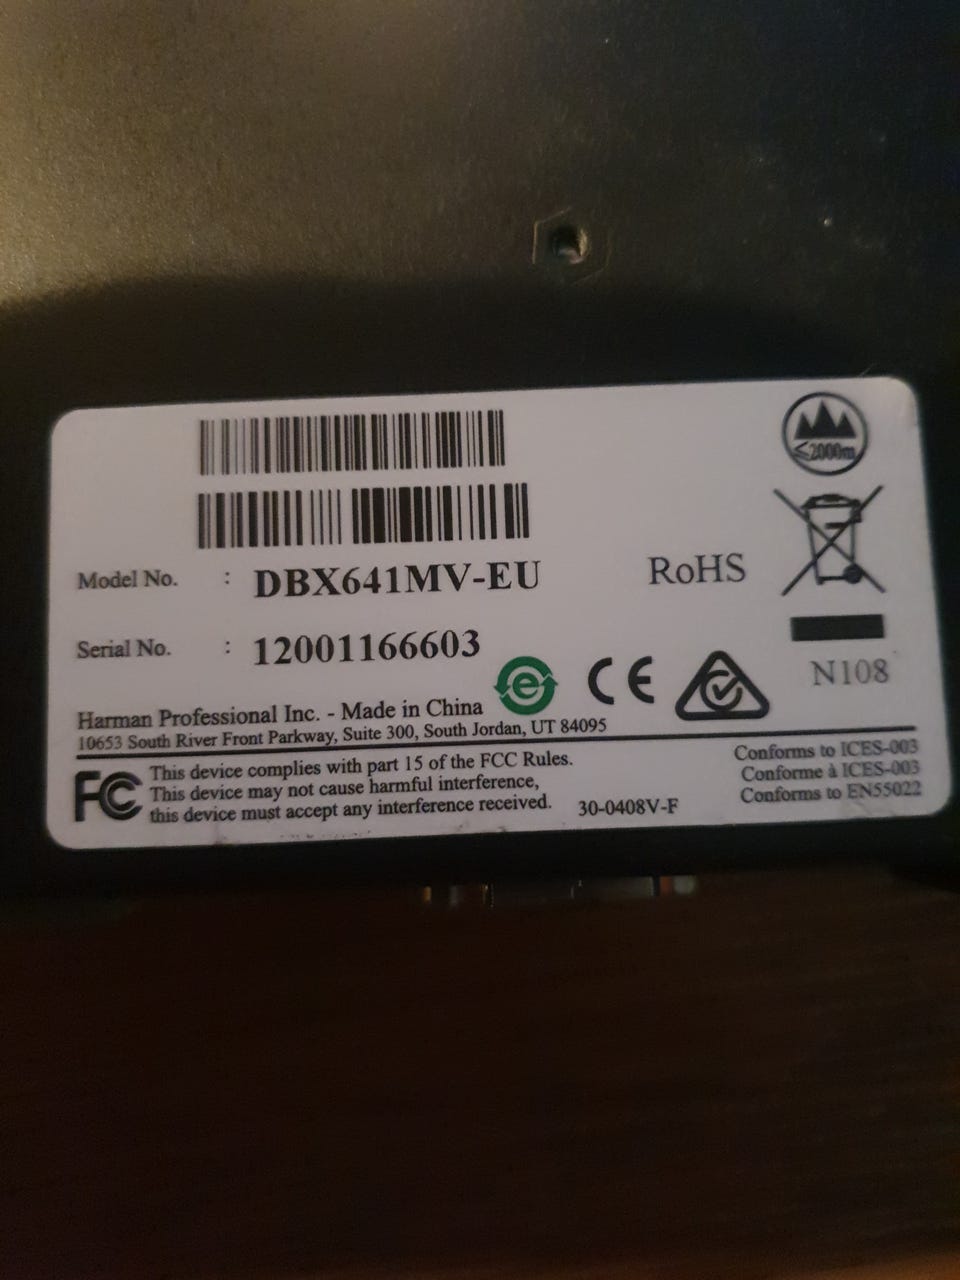 ≤2000m
Model No. : DBX641MV-EU
RoHS
Serial No. : 12001166603
e
CE
N108
Harman Professional Inc. - Made in China
10653 South River Front Parkway, Suite 300, South Jordan, UT 84095
FC
This device complies with part 15 of the FCC Rules.
This device may not cause harmful interference,
this device must accept any interference received.
30-0408V-F
Conforms to ICES-003
Conforme à ICES-003
Conforms to EN55022